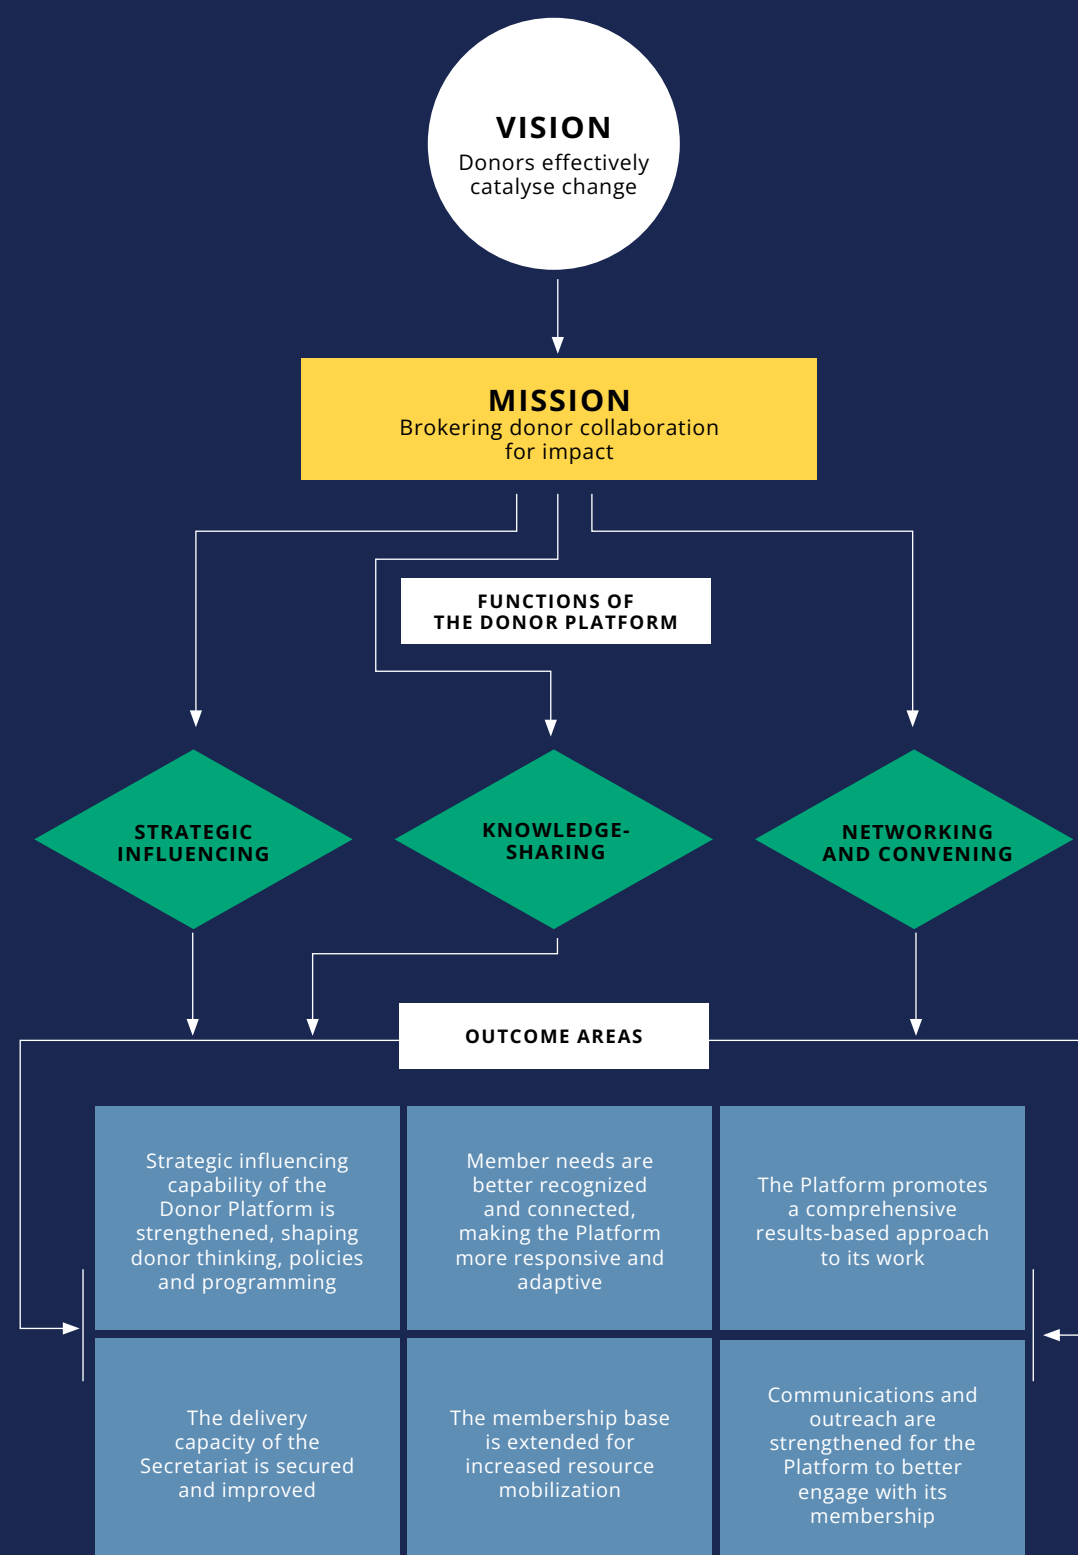 VISION
Donors effectively
catalyse change
MISSION
Brokering donor collaboration
for impact
FUNCTIONS OF
THE DONOR PLATFORM
STRATEGIC
INFLUENCING
KNOWLEDGE-
SHARING
NETWORKING
AND CONVENING
OUTCOME AREAS
Strategic influencing
capability of the
Donor Platform is
strengthened, shaping
donor thinking, policies
and programming
Member needs are
better recognized
and connected,
making the Platform
more responsive and
adaptive
The Platform promotes
a comprehensive
results-based approach
to its work
The delivery
capacity of the
Secretariat is secured
and improved
The membership base
is extended for
increased resource
mobilization
Communications and
outreach are
strengthened for the
Platform to better
engage with its
membership